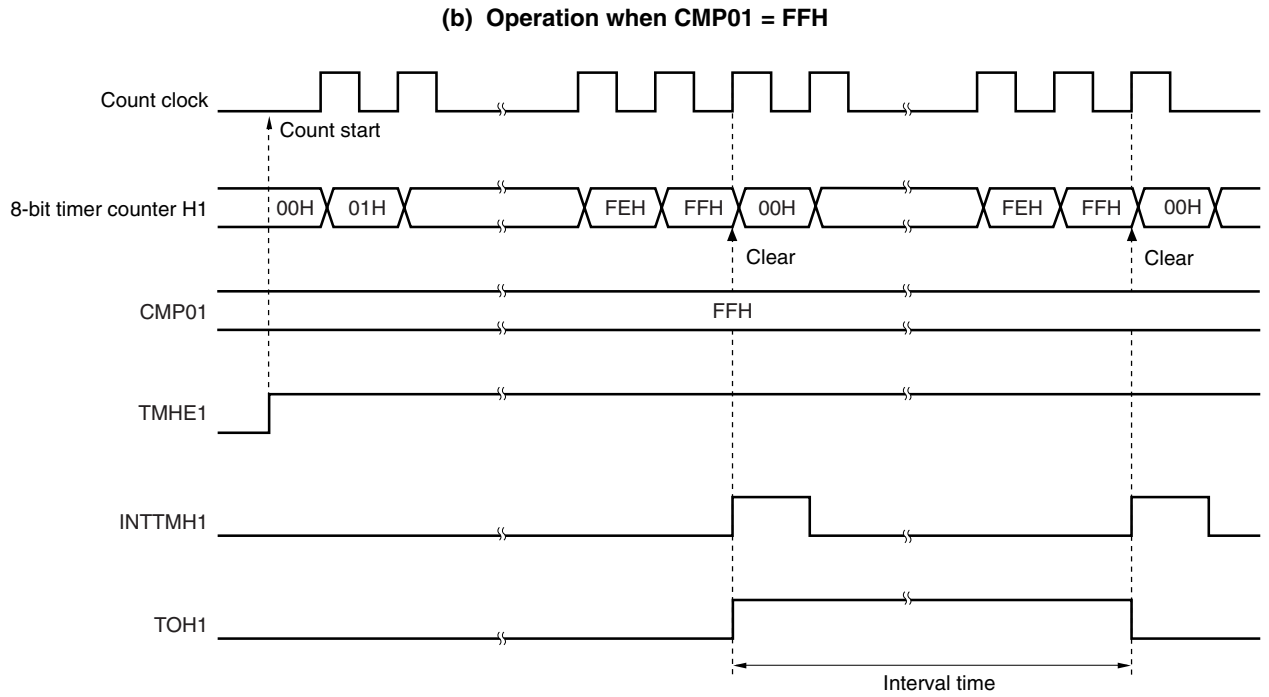 (b) Operation when CMP01 = FFH
Count clock
Count start
8-bit timer counter H1
00H 01H FEH FFH 00H FEH FFH 00H
Clear Clear
CMP01 FFH
TMHE1
INTTMH1
TOH1
Interval time